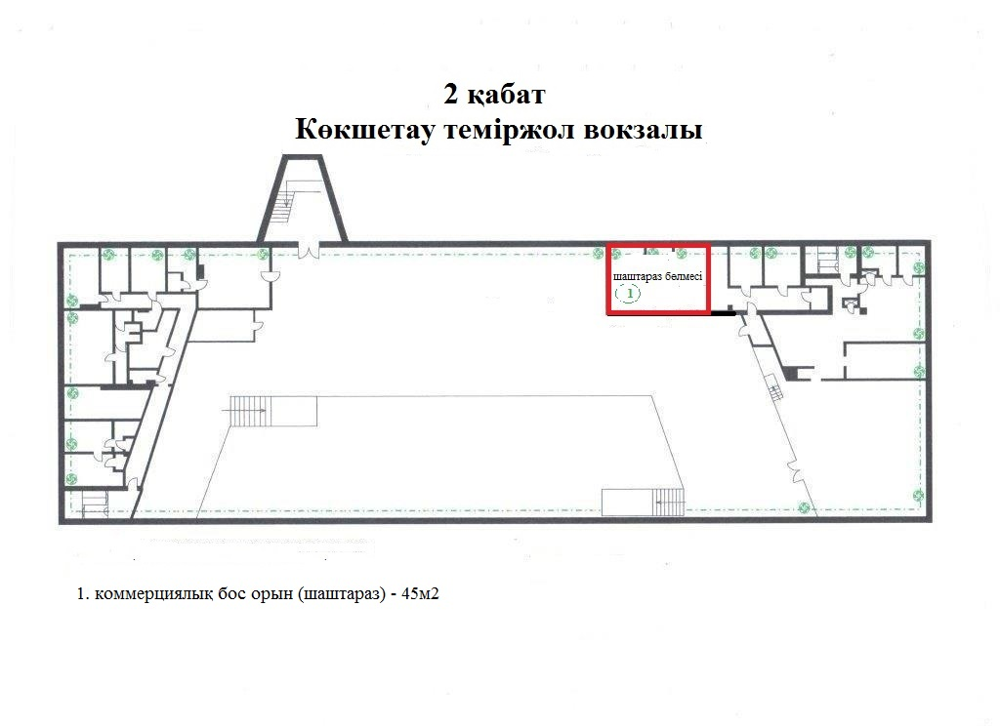 2 қабат
Көкшетау теміржол вокзалы
шаштараз бөлмесі
1
1. коммерциялық бос орын (шаштараз) - 45м2